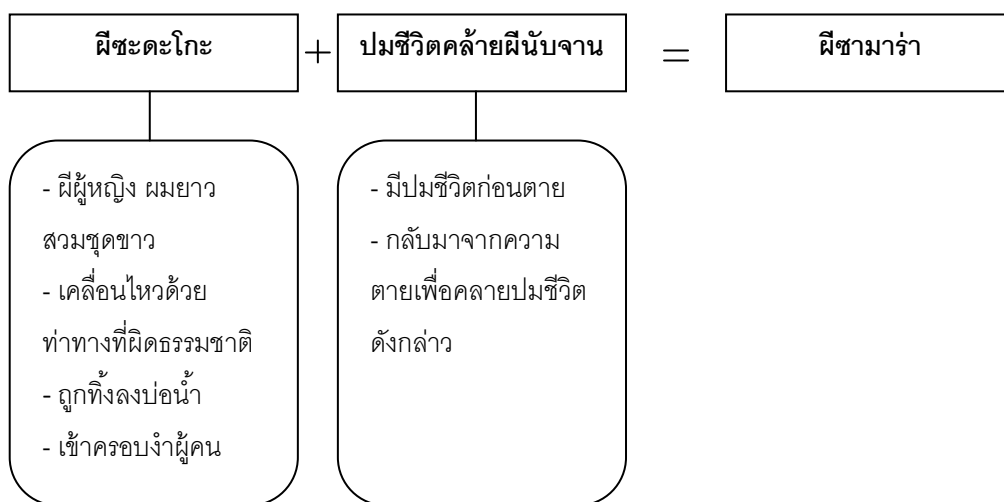 ผีซะดะโกะ + ปมชีวิตคล้ายผีนับจาน = ผีซามาร่า
- ผีผู้หญิง ผมยาว
สวมชุดขาว
- เคลื่อนไหวด้วย
ท่าทางที่ผิดธรรมชาติ
- ถูกทิ้งลงบ่อน้ำ
- เข้าครอบงำผู้คน
- มีปมชีวิตก่อนตาย
- กลับมาจากความ
ตายเพื่อคลายปมชีวิต
ดังกล่าว